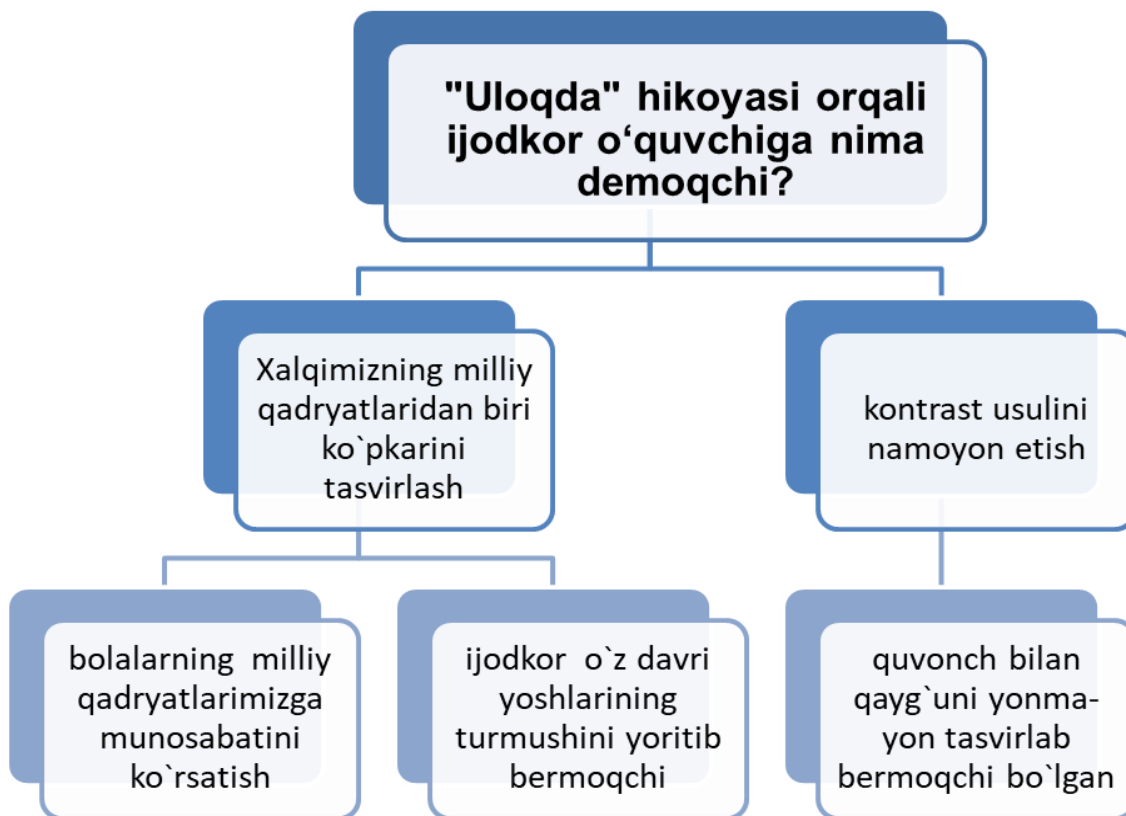 "Uloqda" hikoyasi orqali
ijodkor o‘quvchiga nima
demoqchi?
Xalqimizning milliy
qadryatlaridan biri
ko`pkarini
tasvirlash
kontrast usulini
namoyon etish
bolalarning milliy
qadryatlarimizga
munosabatini
ko`rsatish
ijodkor o`z davri
yoshlarining
turmushini yoritib
bermoqchi
quvonch bilan
qayg`uni yonma-
yon tasvirlab
bermoqchi bo`lgan